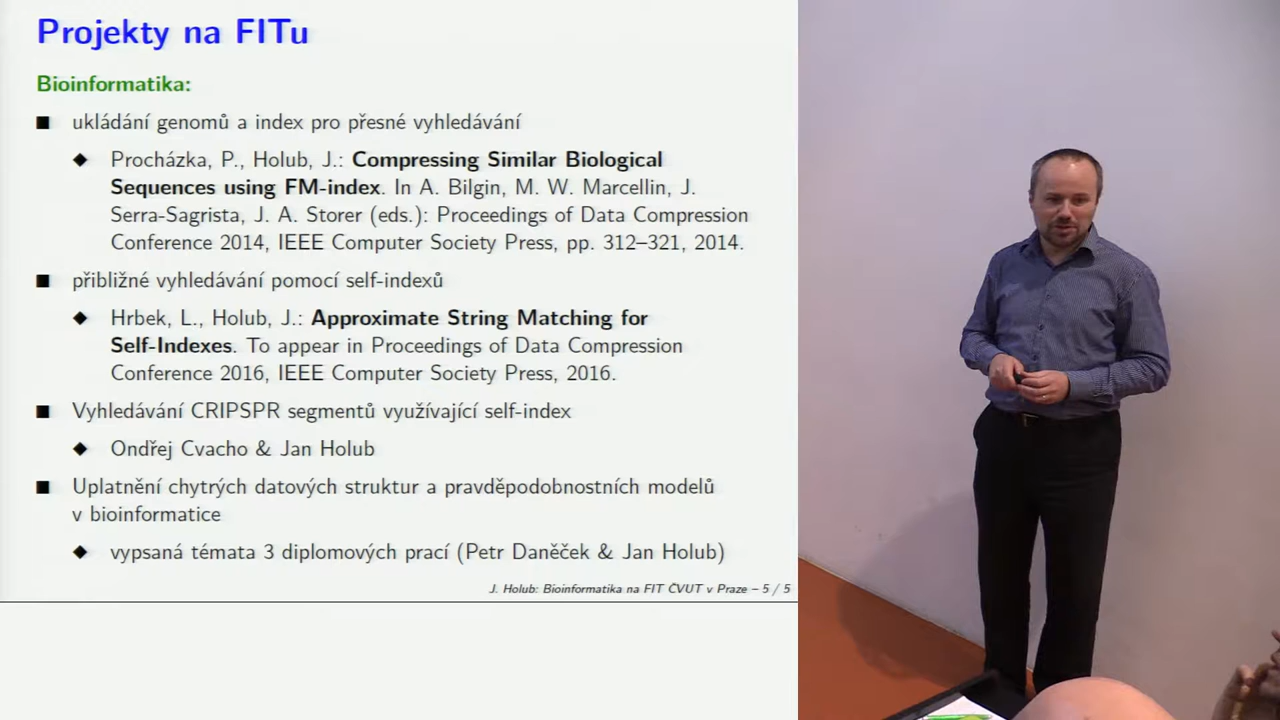 Projekty na FITu
Bioinformatika:
ukládání genomů a index pro přesné vyhledávání
Procházka, P., Holub, J.: Compressing Similar Biological
Sequences using FM-index. In A. Bilgin, M. W. Marcellin, J.
Serra-Sagrista, J. A. Storer (eds.): Proceedings of Data Compression
Conference 2014, IEEE Computer Society Press, pp. 312–321, 2014.
přibližné vyhledávání pomocí self-indexů
Hrbek, L., Holub, J.: Approximate String Matching for
Self-Indexes. To appear in Proceedings of Data Compression
Conference 2016, IEEE Computer Society Press, 2016.
Vyhledávání CRIPSPR segmentů využívající self-index
Ondřej Cvacho & Jan Holub
Uplatnění chytrých datových struktur a pravděpodobnostních modelů
v bioinformatice
vypsaná témata 3 diplomových prací (Petr Daněček & Jan Holub)
J. Holub: Bioinformatika na FIT ČVUT v Praze – 5 / 5